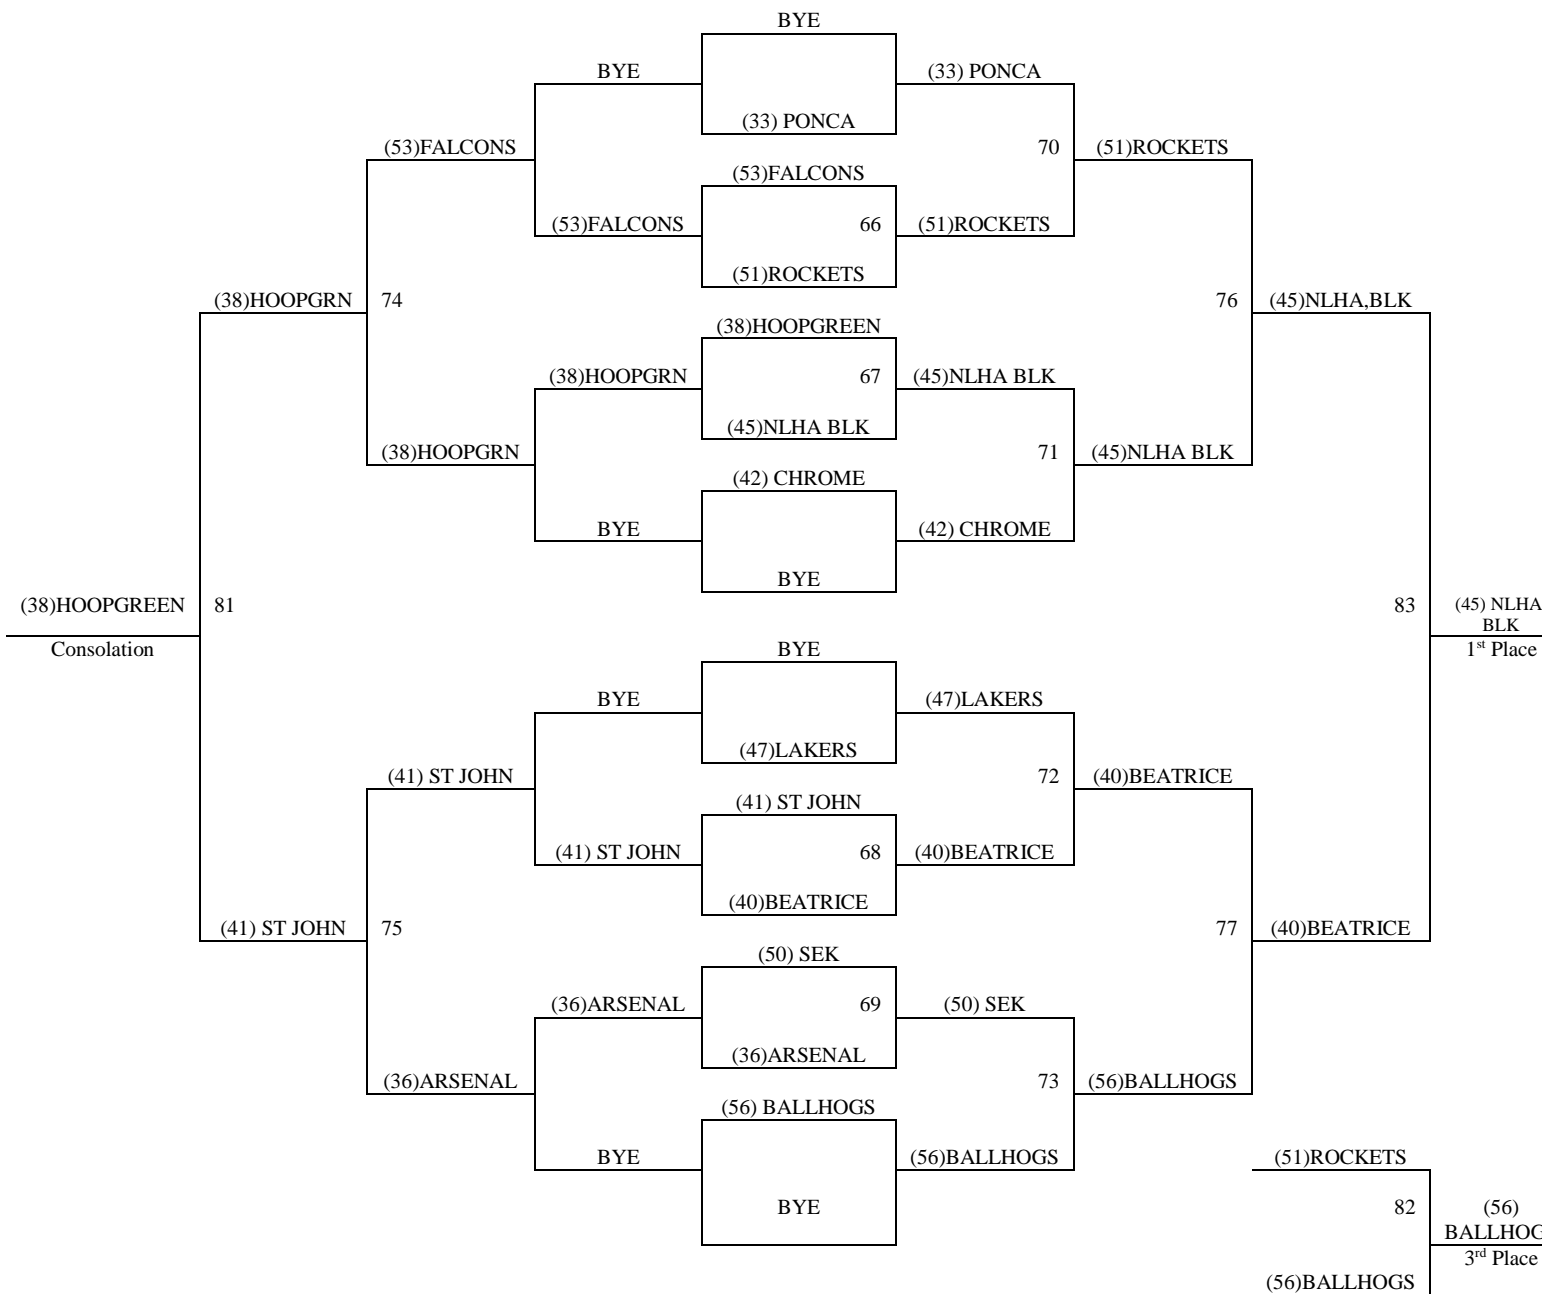 BYE
BYE
(33) PONCA
(33) PONCA
(53)FALCONS
70
(51)ROCKETS
(53)FALCONS
(53)FALCONS
66
(51)ROCKETS
(51)ROCKETS
(38)HOOPGRN
74
76
(45)NLHA,BLK
(38)HOOPGREEN
(38)HOOPGRN
67
(45)NLHA BLK
(45)NLHA BLK
(38)HOOPGRN
71
(45)NLHA BLK
(42) CHROME
BYE
(42) CHROME
BYE
(38)HOOPGREEN
81
83
(45) NLHA
BLK
Consolation
1st Place
BYE
BYE
(47)LAKERS
(47)LAKERS
(41) ST JOHN
72
(40)BEATRICE
(41) ST JOHN
(41) ST JOHN
68
(40)BEATRICE
(40)BEATRICE
(41) ST JOHN
75
77
(40)BEATRICE
(50) SEK
(36)ARSENAL
69
(50) SEK
(36)ARSENAL
(36)ARSENAL
73
(56)BALLHOGS
(56) BALLHOGS
BYE
(56)BALLHOGS
(51)ROCKETS
BYE
82
(56)
BALLHOG
3rd Place
(56)BALLHOGS